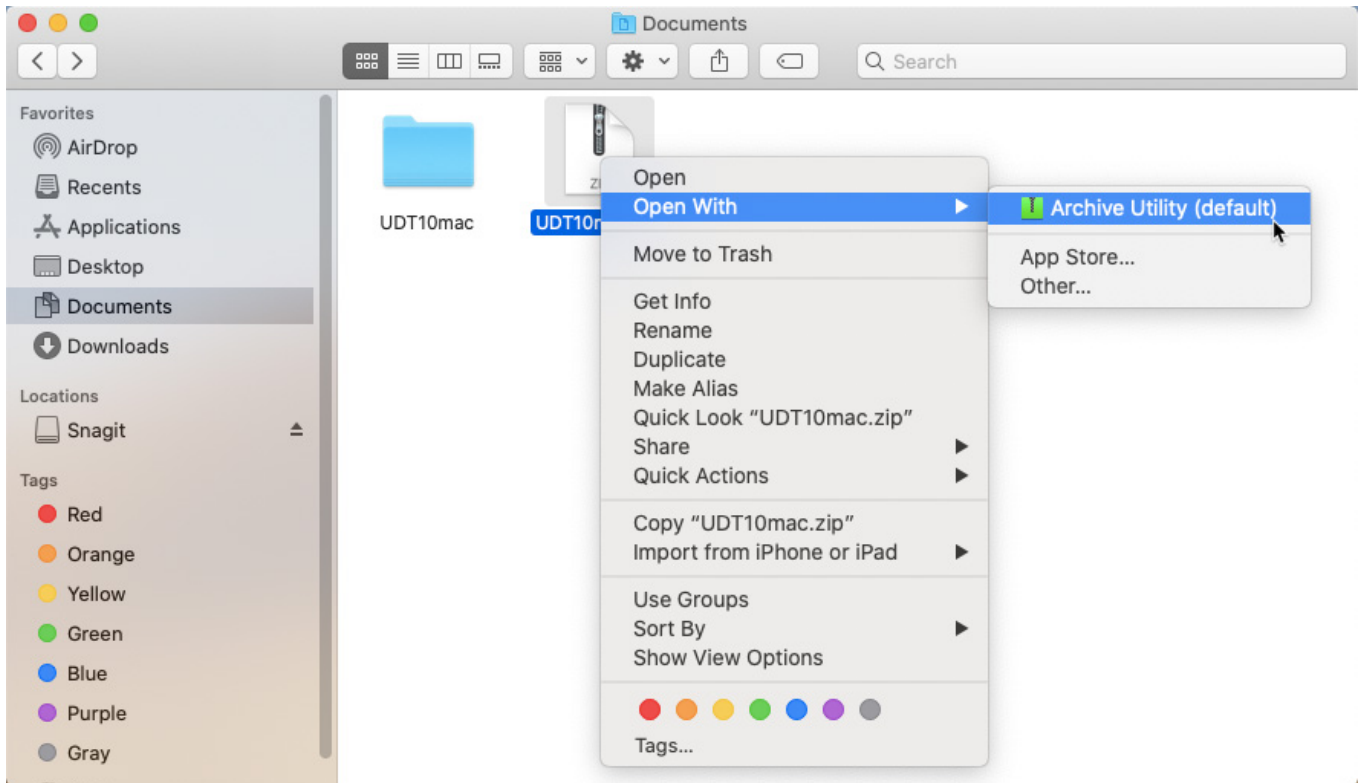 Documents
Search
Favorites
AirDrop
Recents
Applications
Desktop
Documents
Downloads
Locations
Snagit
Tags
Red
Orange
Yellow
Green
Blue
Purple
Gray
UDT10mac
UDT10
Open
Open With
Move to Trash
Get Info
Rename
Duplicate
Make Alias
Quick Look “UDT10mac.zip”
Share
Quick Actions
Copy “UDT10mac.zip”
Import from iPhone or iPad
Use Groups
Sort By
Show View Options
Tags...
Archive Utility (default)
App Store...
Other...